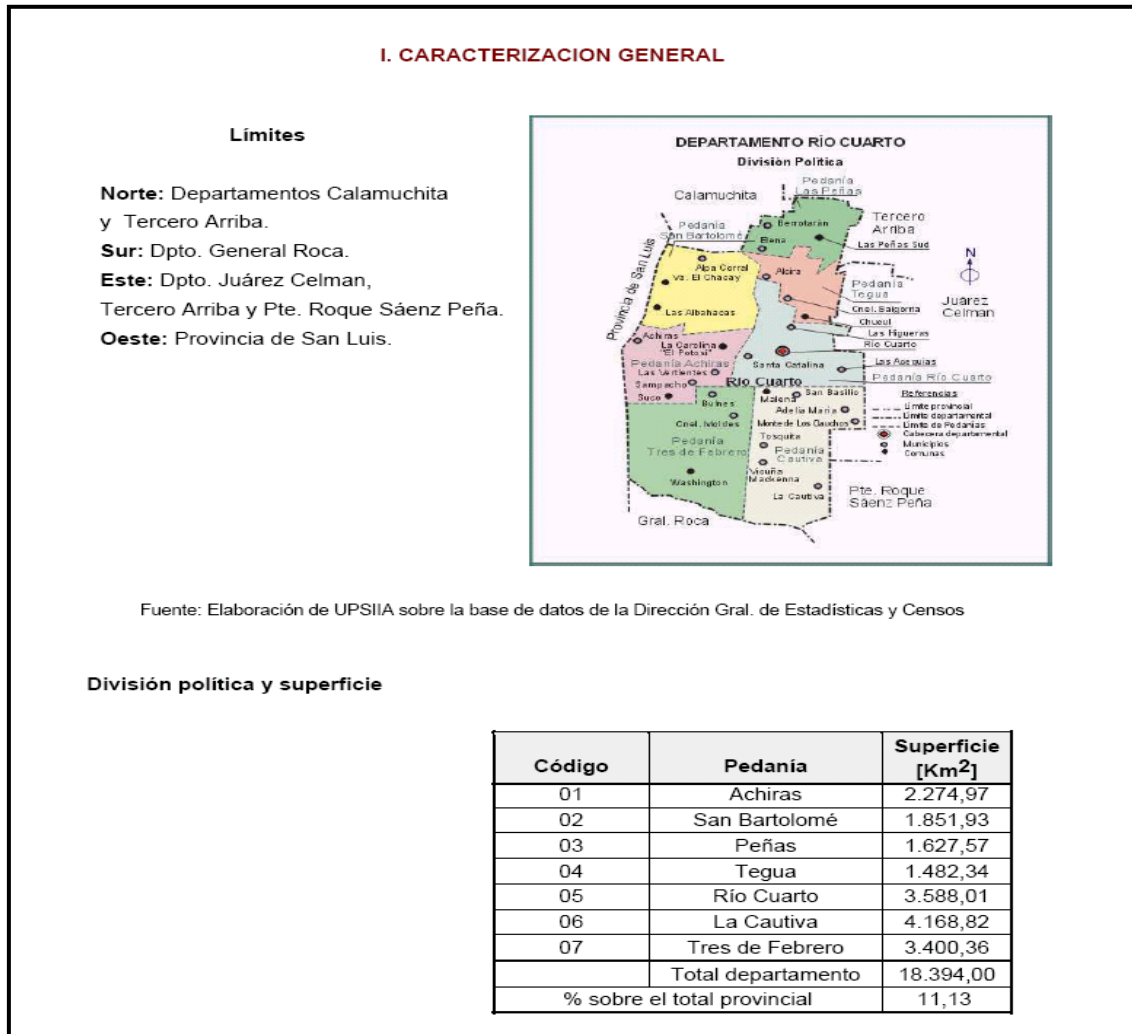 I. CARACTERIZACION GENERAL
Límites
Norte: Departamentos Calamuchita
y Tercero Arriba.
Sur: Dpto. General Roca.
Este: Dpto. Juárez Celman,
Tercero Arriba y Pte. Roque Sáenz Peña.
Oeste: Provincia de San Luis.
DEPARTAMENTO RÍO CUARTO
División Política
Pedanía
Las Peñas
Calamuchita
Pedanía
San Bartolomé
Berrotarán
Tercero
Arriba
Elena
Las Peñas Sud
N
Provincia de San Luis
Alpa Corral
Va. El Chacay
Alcira
Pedanía
Tegua
Juárez
Celman
Cnel. Baigorria
Las Albahacas
Chucul
Las Higueras
Río Cuarto
Achiras
La Carolina
"El Potosí"
Pedanía Achiras
Santa Catalina
Las Acequias
Las Vertientes
Pedanía Río Cuarto
Sampacho
Río Cuarto
Suco
Bulnes
Malena
San Basilio
Referencias
Límite provincial
Límite departamental
Límite de Pedanías
Cabecera departamental
Municipios
Comunas
Adelia María
Cnel. Moldes
Monte de Los Gauchos
Tosquita
Pedanía
Tres de Febrero
Pedanía
Cautiva
Vicuña
Mackenna
Washington
La Cautiva
Pte. Roque
Sáenz Peña
Gral. Roca
Fuente: Elaboración de UPSIIA sobre la base de datos de la Dirección Gral. de Estadísticas y Censos
División política y superficie
Código Pedanía Superficie [Km2]
01 Achiras 2.274,97
02 San Bartolomé 1.851,93
03 Peñas 1.627,57
04 Tegua 1.482,34
05 Río Cuarto 3.588,01
06 La Cautiva 4.168,82
07 Tres de Febrero 3.400,36
Total departamento 18.394,00
% sobre el total provincial 11,13